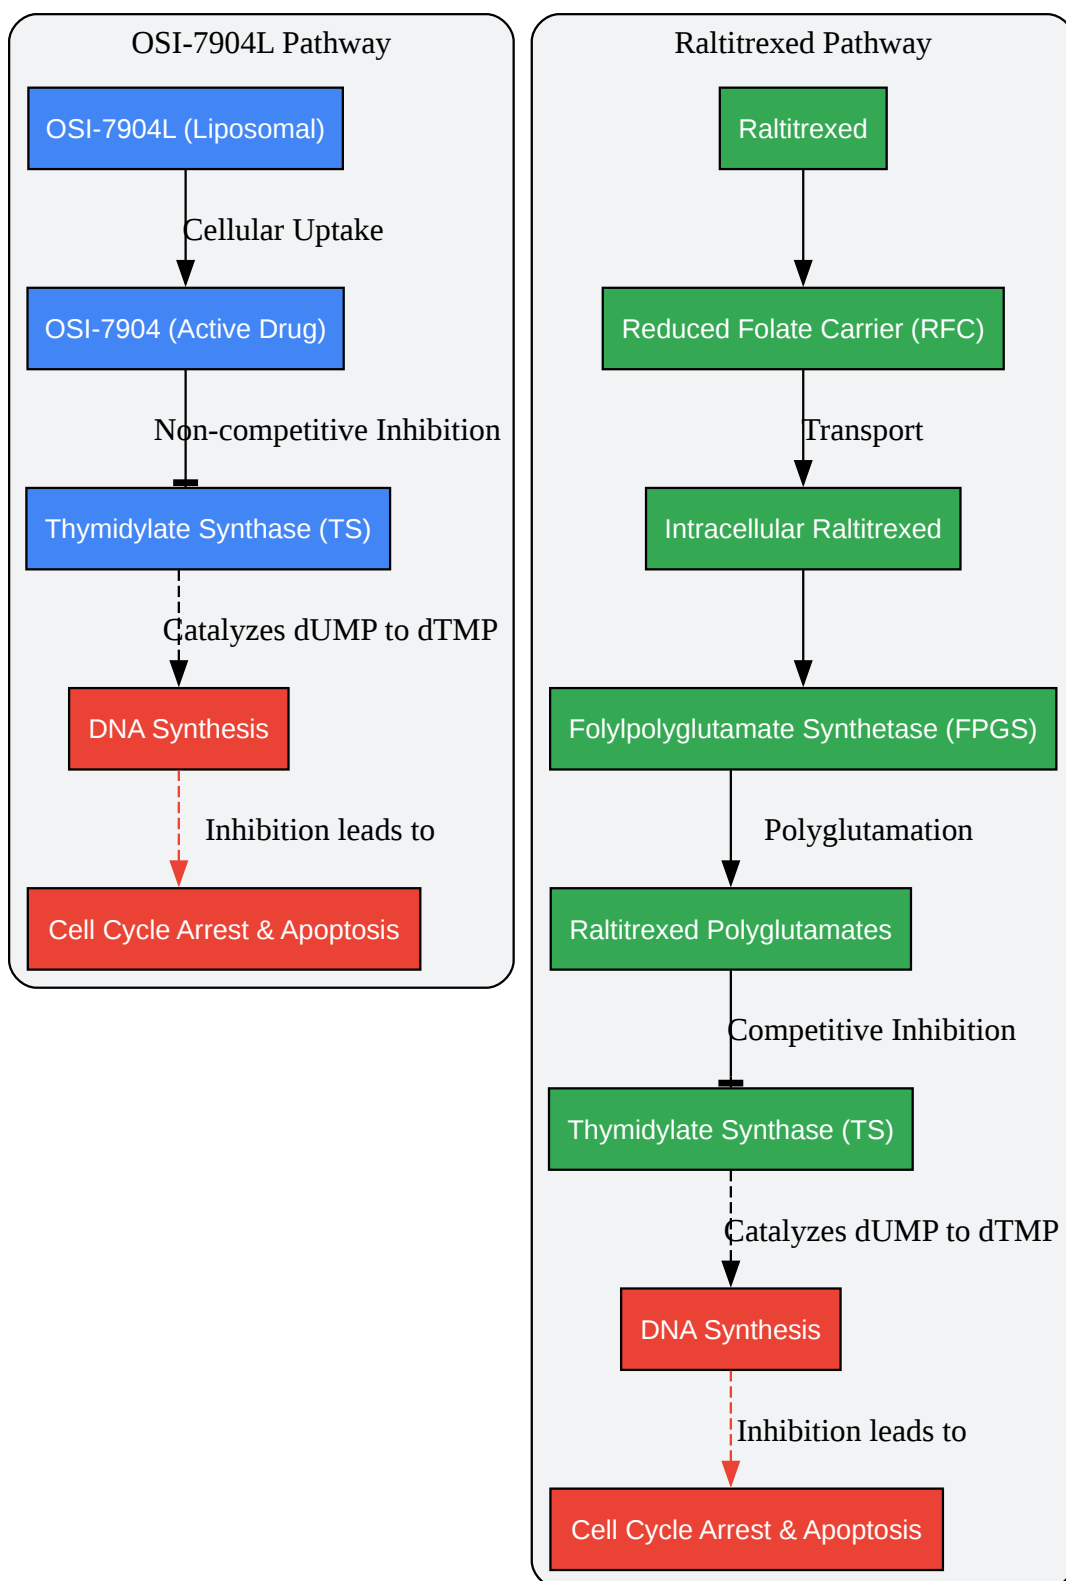 OSI-7904L Pathway
OSI-7904L (Liposomal)
Cellular Uptake
OSI-7904 (Active Drug)
Non-competitive Inhibition
Thymidylate Synthase (TS)
Catalyzes dUMP to dTMP
DNA Synthesis
Inhibition leads to
Cell Cycle Arrest & Apoptosis
Raltitrexed Pathway
Raltitrexed
Reduced Folate Carrier (RFC)
Transport
Intracellular Raltitrexed
Folylpolyglutamate Synthetase (FPGS)
Polyglutamation
Raltitrexed Polyglutamates
Competitive Inhibition
Thymidylate Synthase (TS)
Catalyzes dUMP to dTMP
DNA Synthesis
Inhibition leads to
Cell Cycle Arrest & Apoptosis